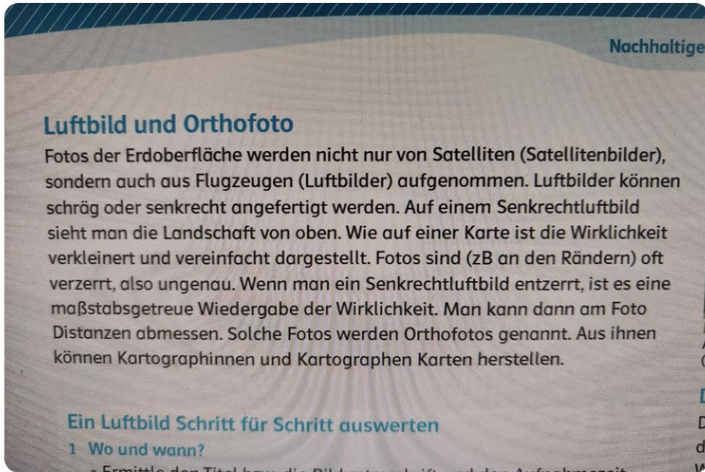 Nachhaltige
Luftbild und Orthofoto
Fotos der Erdoberfläche werden nicht nur von Satelliten (Satellitenbilder),
sondern auch aus Flugzeugen (Luftbilder) aufgenommen. Luftbilder können
schräg oder senkrecht angefertigt werden. Auf einem Senkrechtluftbild
sieht man die Landschaft von oben. Wie auf einer Karte ist die Wirklichkeit
verkleinert und vereinfacht dargestellt. Fotos sind (zB an den Rändern) oft
verzerrt, also ungenau. Wenn man ein Senkrechtluftbild entzerrt, ist es eine
maßstabsgetreue Wiedergabe der Wirklichkeit. Man kann dann am Foto
Distanzen abmessen. Solche Fotos werden Orthofotos genannt. Aus ihnen
können Kartographinnen und Kartographen Karten herstellen.
Ein Luftbild Schritt für Schritt auswerten
1 Wo und wann?